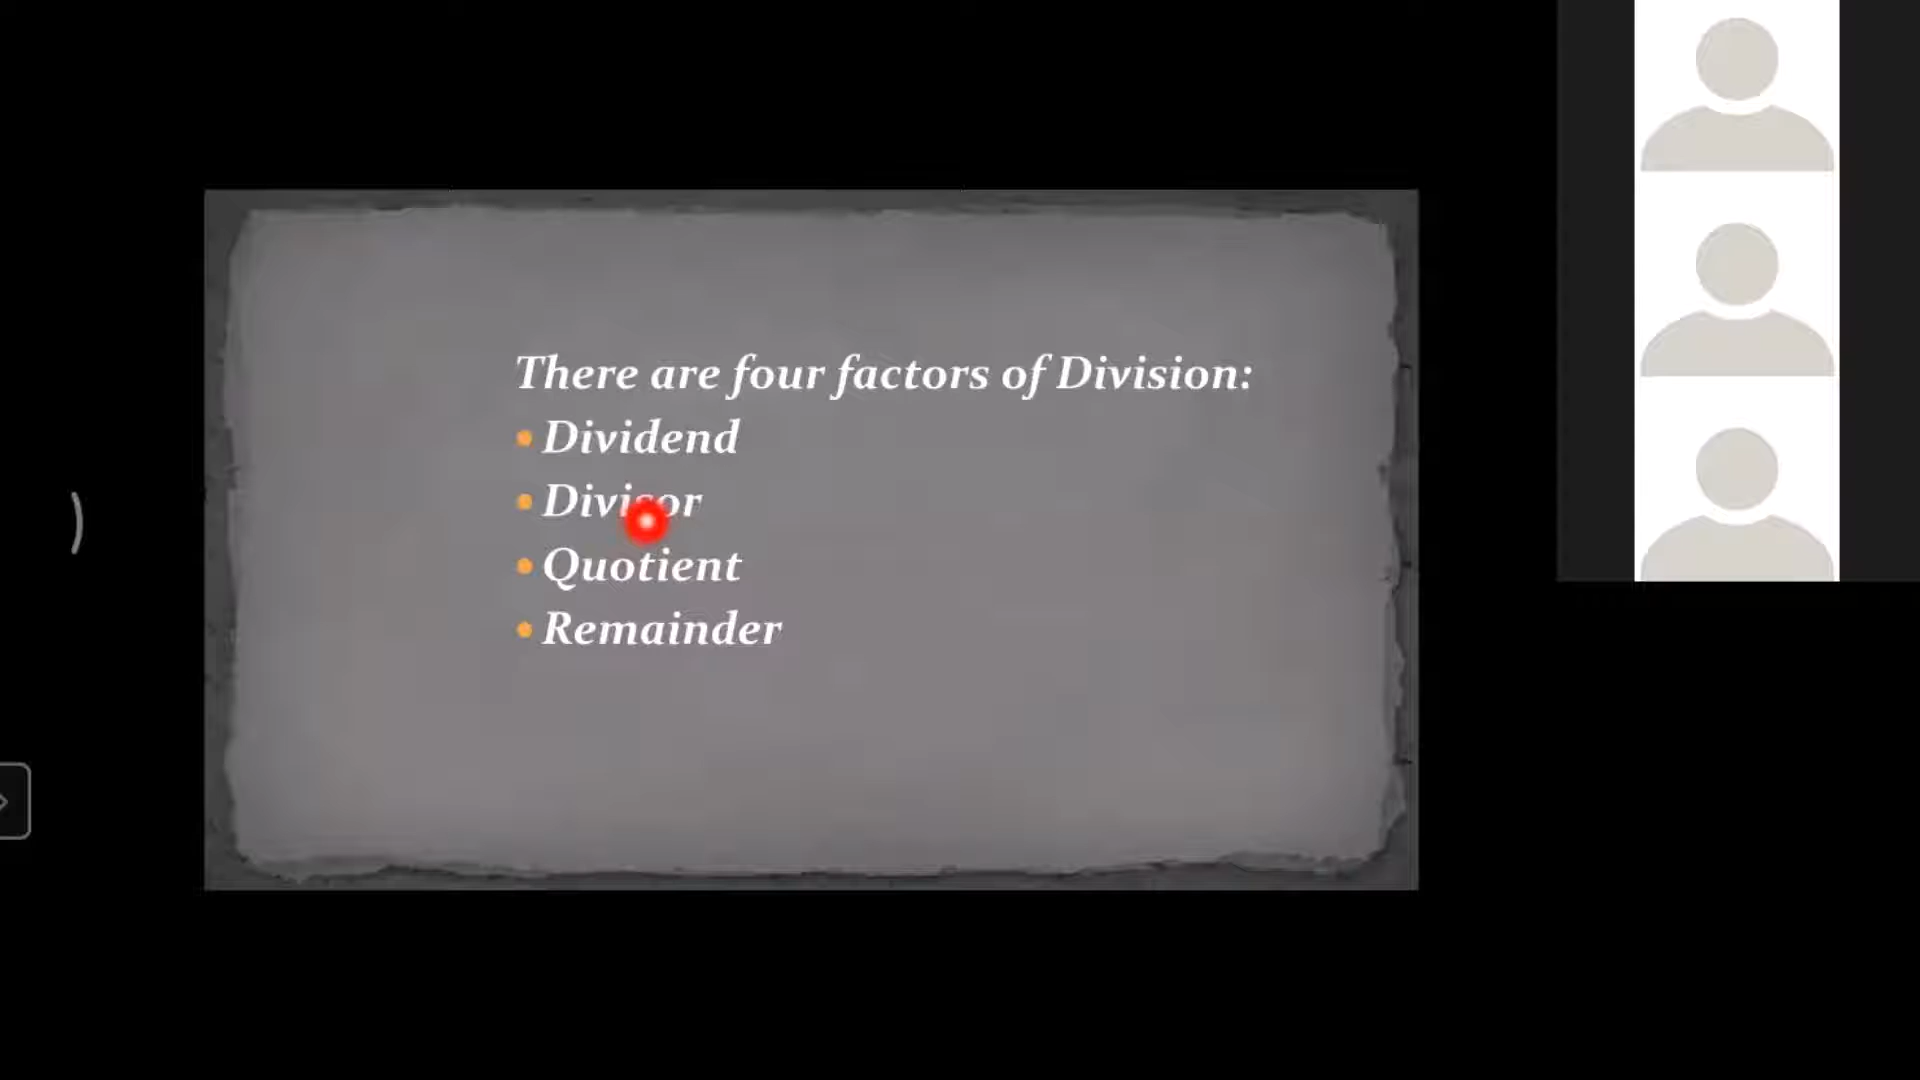 There are four factors of Division:
• Dividend
• Divisor
• Quotient
• Remainder